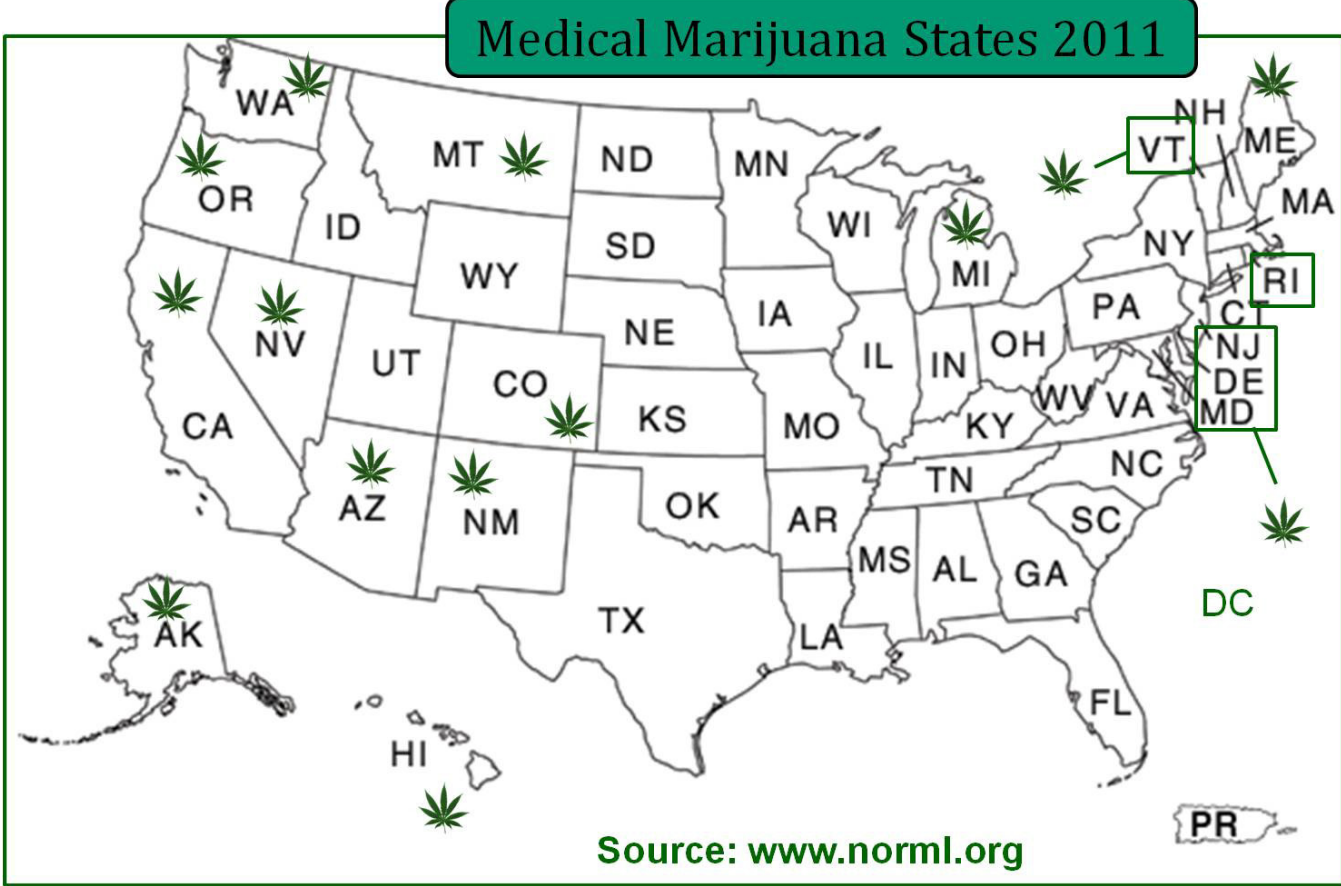 Medical Marijuana States 2011
WA
MT
ND
MN
NH
VT
ME
OR
ID
SD
WI
MI
NY
MA
WY
RI
NV
UT
CO
NE
IA
IL
IN
OH
PA
CT
NJ
DE
MD
CA
KS
MO
KY
WV
VA
AZ
NM
OK
AR
TN
NC
SC
MS
AL
GA
DC
AK
TX
LA
FL
HI
PR
Source: www.norml.org